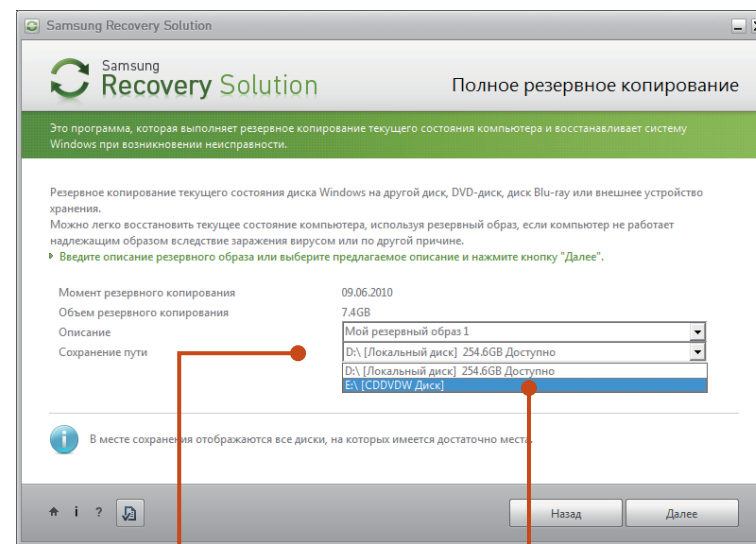 Samsung Recovery Solution
Samsung
Recovery Solution
Полное резервное копирование
Это программа, которая выполняет резервное копирование текущего состояния компьютера и восстанавливает систему
Windows при возникновении неисправности.
Резервное копирование текущего состояния диска Windows на другой диск, DVD-диск, диск Blu-ray или внешнее устройство
хранения.
Можно легко восстановить текущее состояние компьютера, используя резервный образ, если компьютер не работает
надлежащим образом вследствие заражения вирусом или по другой причине.
Введите описание резервного образа или выберите предлагаемое описание и нажмите кнопку "Далее".
Момент резервного копирования 09.06.2010
Объем резервного копирования 7.4GB
Описание Мой резервный образ 1
Сохранение пути D:\ [Локальный диск] 254.6GB Доступно
D:\ [Локальный диск] 254.6GB Доступно
E:\ [CDDVDW Диск]
В месте сохранения отображаются все диски, на которых имеется достаточно места.
Назад Далее